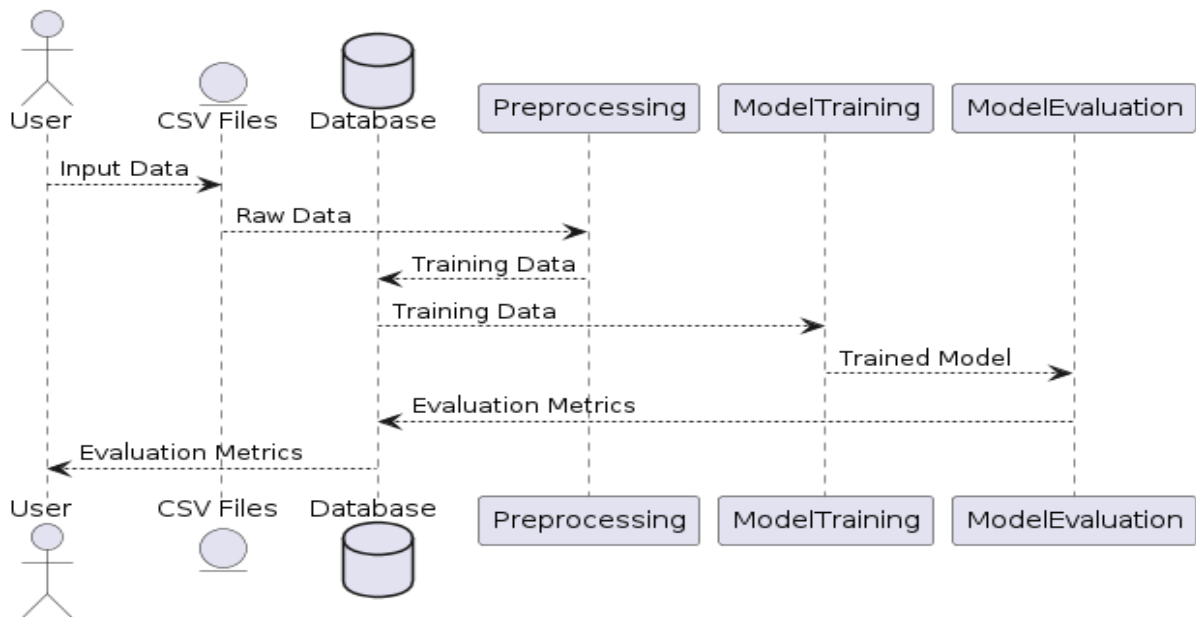 User CSV Files Database Preprocessing ModelTraining ModelEvaluation
Input Data
Raw Data
Training Data
Training Data
Trained Model
Evaluation Metrics
Evaluation Metrics
User CSV Files Database Preprocessing ModelTraining ModelEvaluation